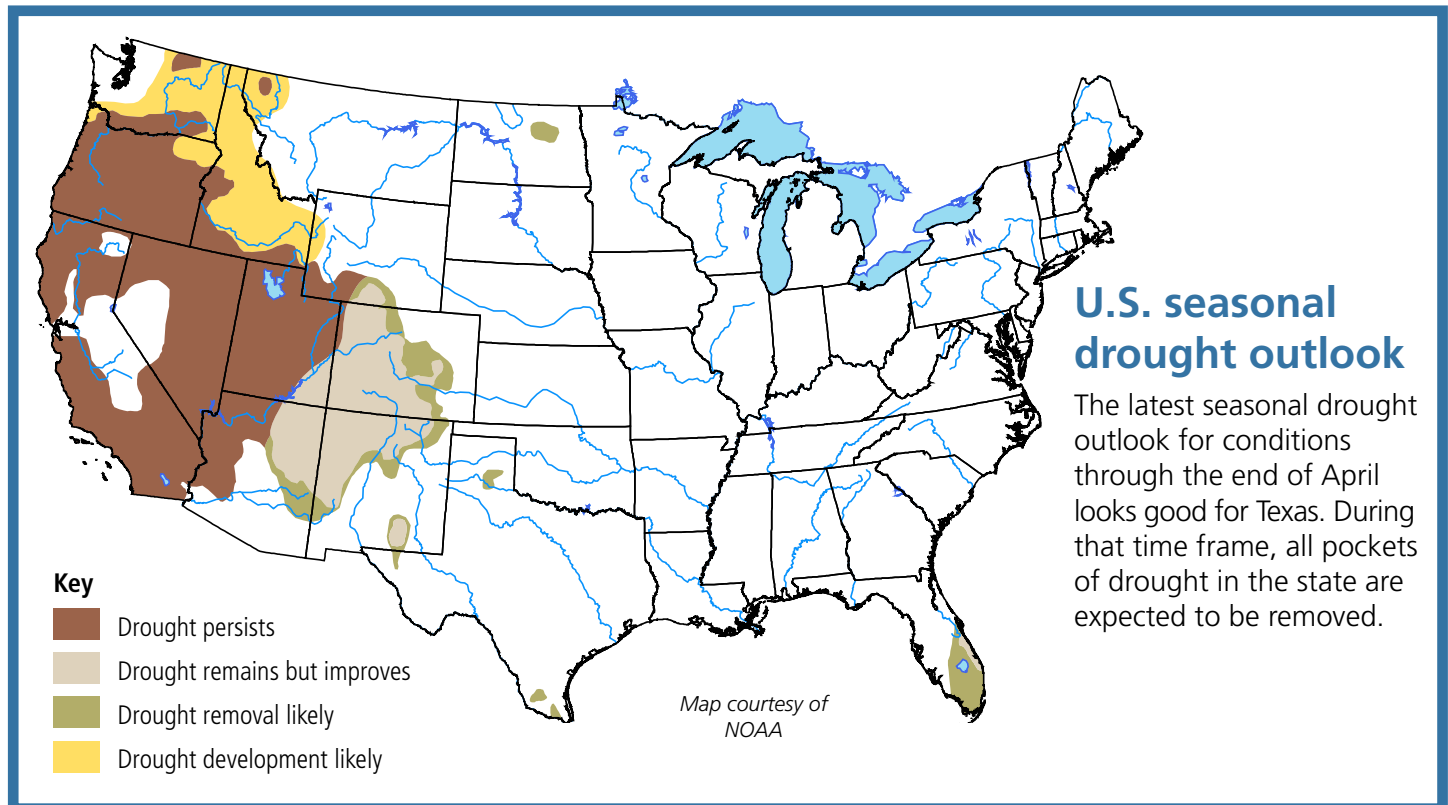 U.S. seasonal
drought outlook
The latest seasonal drought
outlook for conditions
through the end of April
looks good for Texas. During
that time frame, all pockets
of drought in the state are
expected to be removed.
Key
Drought persists
Drought remains but improves
Drought removal likely
Drought development likely
Map courtesy of
NOAA